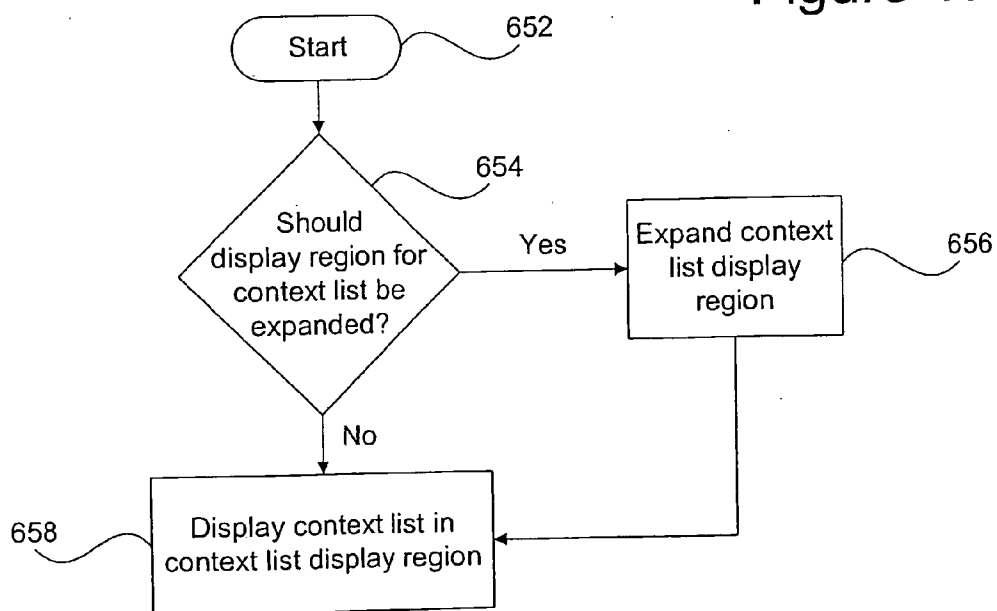 Figure
Start
652
654
Should
display region for
context list be
expanded?
Yes
Expand context
list display
region
656
No
658
Display context list in
context list display region